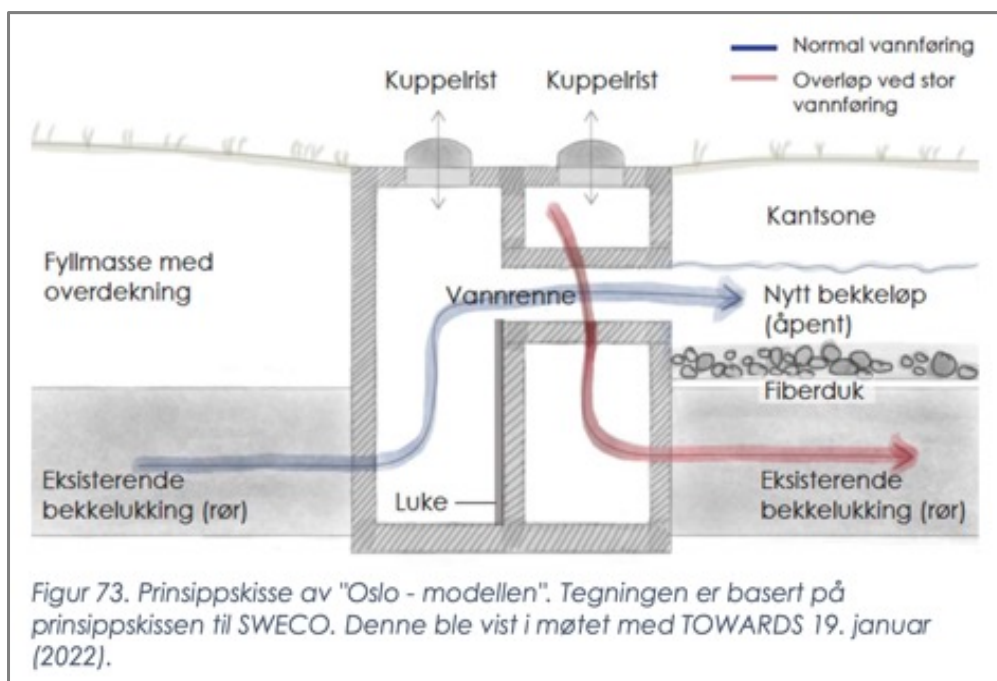 Normal vannføring
Overløp ved stor
vannføring
Kuppelrist
Kuppelrist
Kantsone
Fyllmasse med
overdekning
Vannrenne
Nytt bekkeløp
(åpent)
Fiberduk
Eksisterende
bekkelukking (rør)
Luke
Eksisterende
bekkelukking (rør)
Figur 73. Prinsippskisse av "Oslo - modellen". Tegningen er basert på
prinsippskissen til SWECO. Denne ble vist i møtet med TOWARDS 19. januar
(2022).